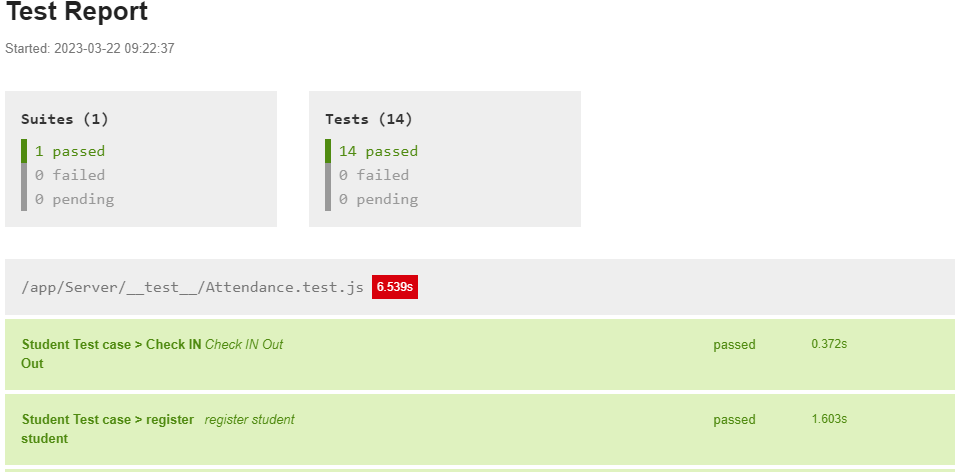 Test Report
Started: 2023-03-22 09:22:37
Suites (1)
1 passed
0 failed
0 pending
Tests (14)
14 passed
0 failed
0 pending
/app/Server/__test__/Attendance.test.js 6.539s
Student Test case > Check IN Check IN Out passed 0.372s
Out
Student Test case > register register student passed 1.603s
student